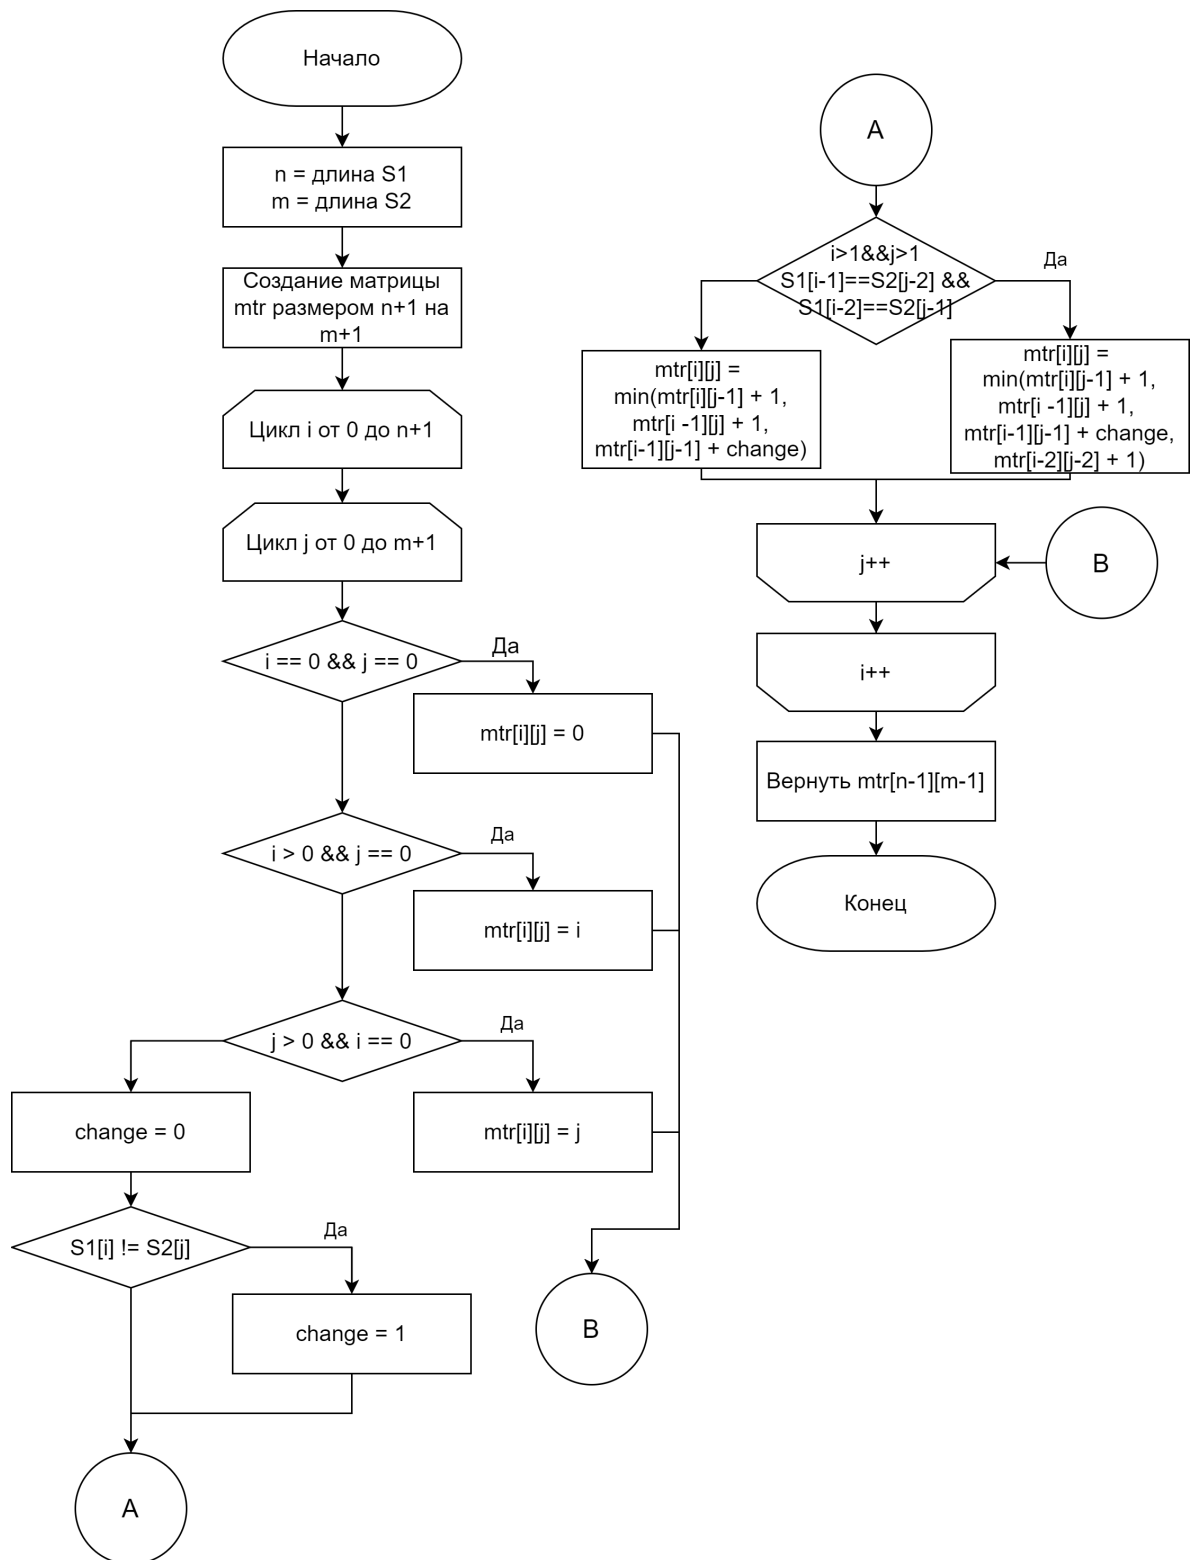 Начало
n = длина S1
m = длина S2
Создание матрицы
mtr размером n+1 на
m+1
Цикл i от 0 до n+1
Цикл j от 0 до m+1
i == 0 && j == 0
Да
mtr[i][j] = 0
i > 0 && j == 0
Да
mtr[i][j] = i
j > 0 && i == 0
Да
mtr[i][j] = j
change = 0
S1[i] != S2[j]
Да
change = 1
A
B
A
i>1&&j>1
S1[i-1]==S2[j-2] &&
S1[i-2]==S2[j-1]
Да
mtr[i][j] =
min(mtr[i][j-1] + 1,
mtr[i -1][j] + 1,
mtr[i-1][j-1] + change)
mtr[i][j] =
min(mtr[i][j-1] + 1,
mtr[i -1][j] + 1,
mtr[i-1][j-1] + change,
mtr[i-2][j-2] + 1)
j++
B
i++
Вернуть mtr[n-1][m-1]
Конец